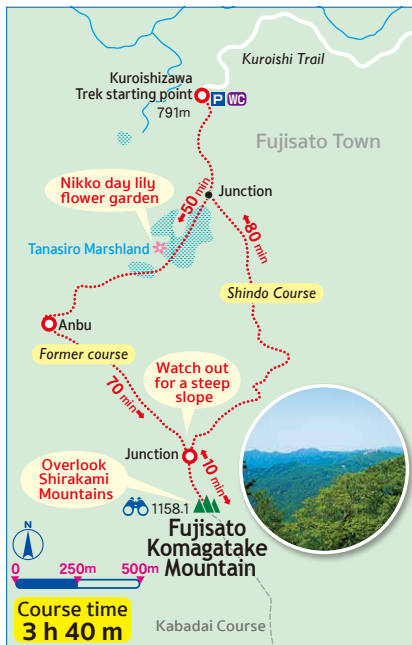 Kuroishi Trail
Kuroishizawa
Trek starting point
791m
P WC
Fujisato Town
Nikko day lily
flower garden
50 min
Junction
80 min
Tanasiro Marshland
Shindo Course
Anbu
Former course
70 min
Watch out
for a steep
slope
Junction
10 min
Overlook
Shirakami
Mountains
1158.1
Fujisato
Komagatake
Mountain
N
0 250m 500m
Course time
3 h 40 m
Kabadai Course